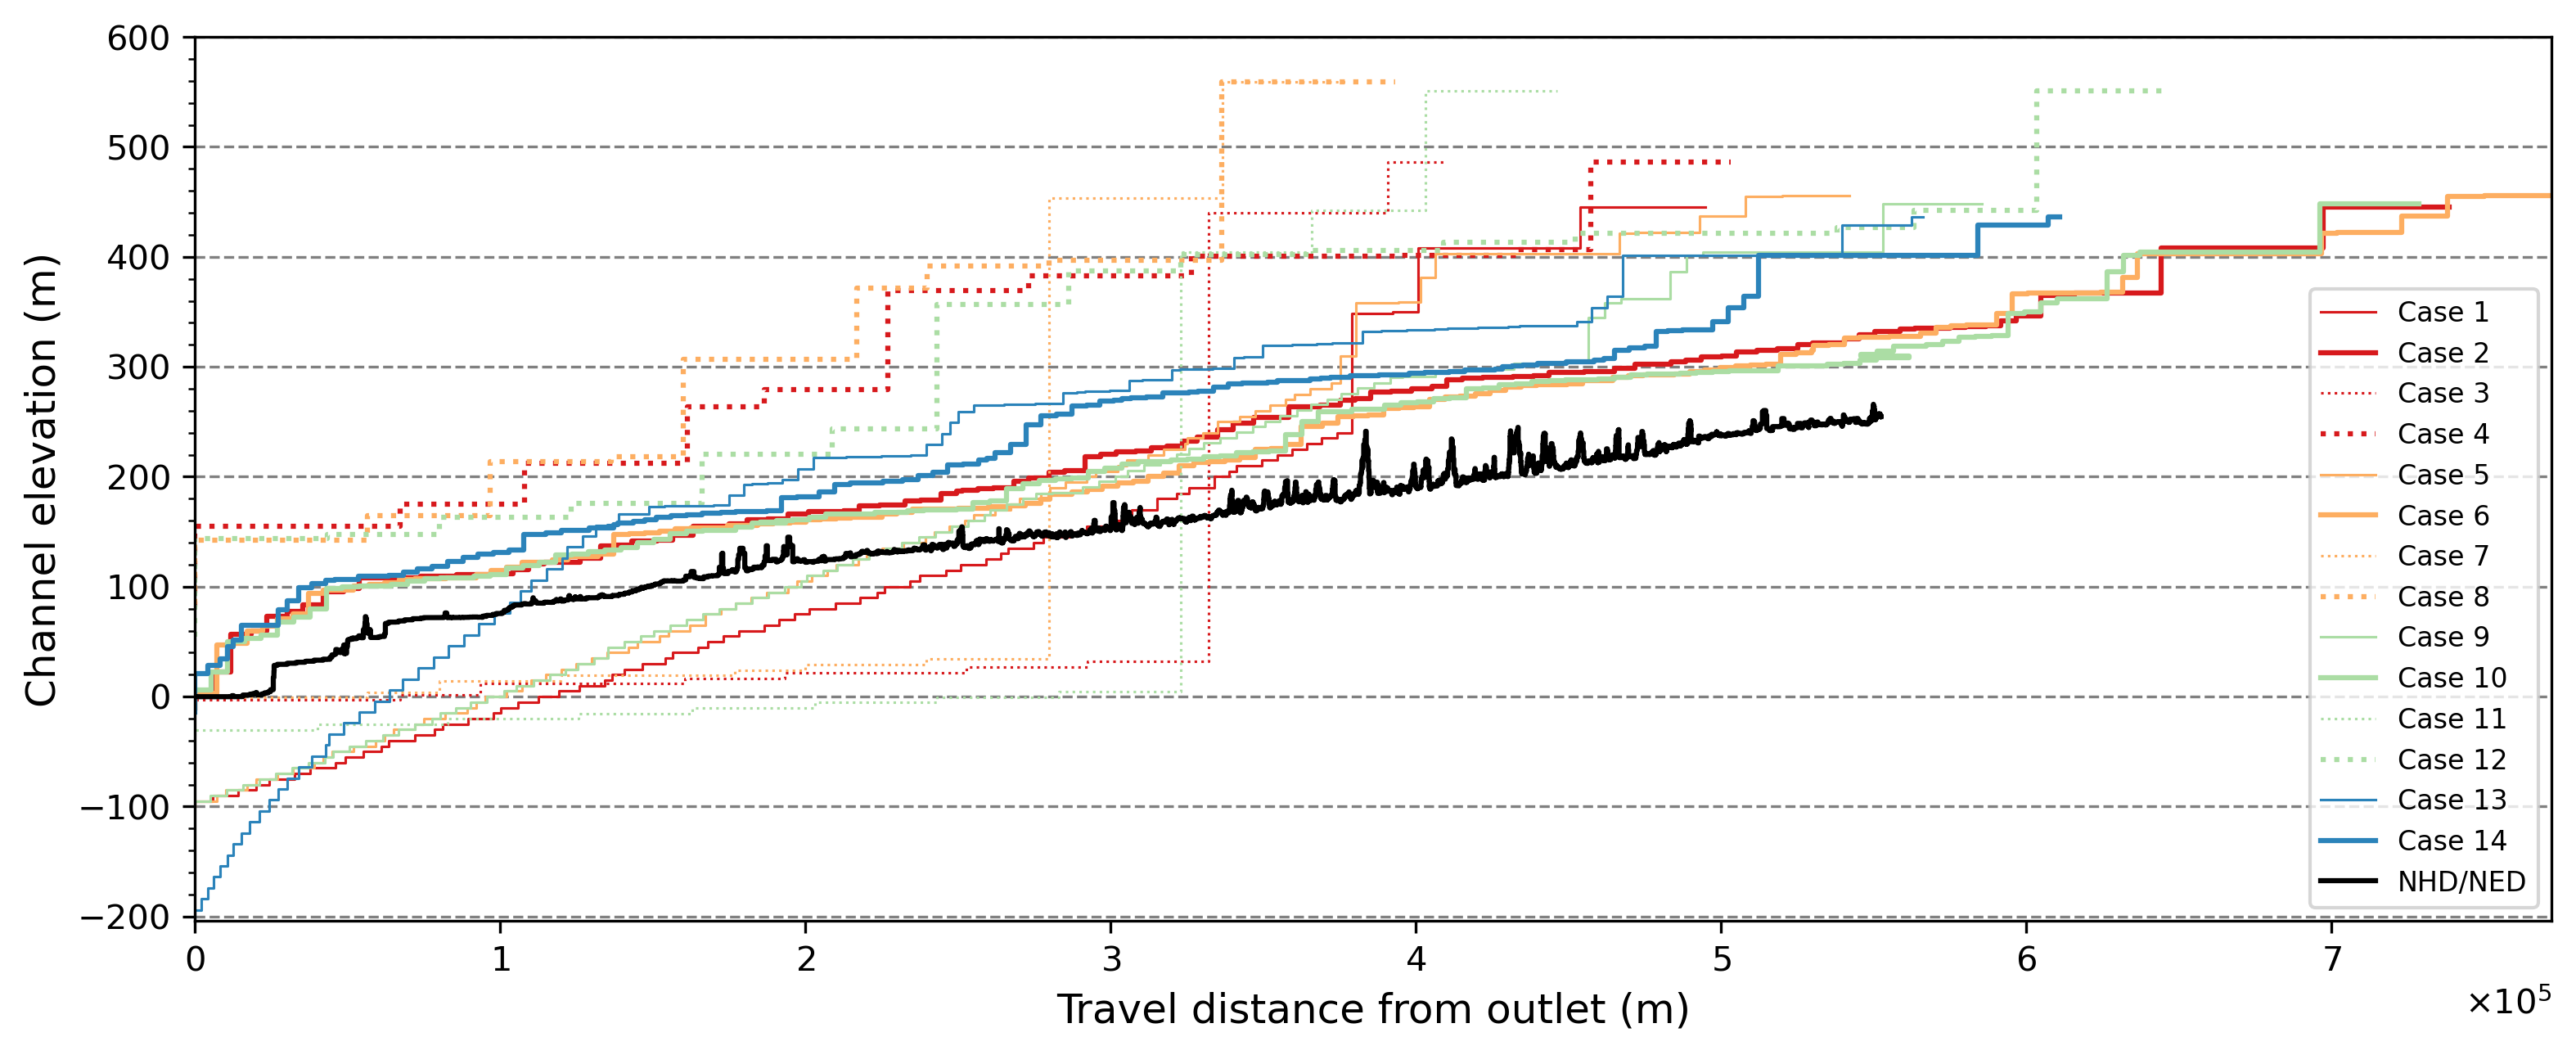 600
500
400
300
200
100
0
−100
−200
Channel elevation (m)
0 1 2 3 4 5 6 7
×10⁵
Travel distance from outlet (m)
Case 1
Case 2
Case 3
Case 4
Case 5
Case 6
Case 7
Case 8
Case 9
Case 10
Case 11
Case 12
Case 13
Case 14
NHD/NED